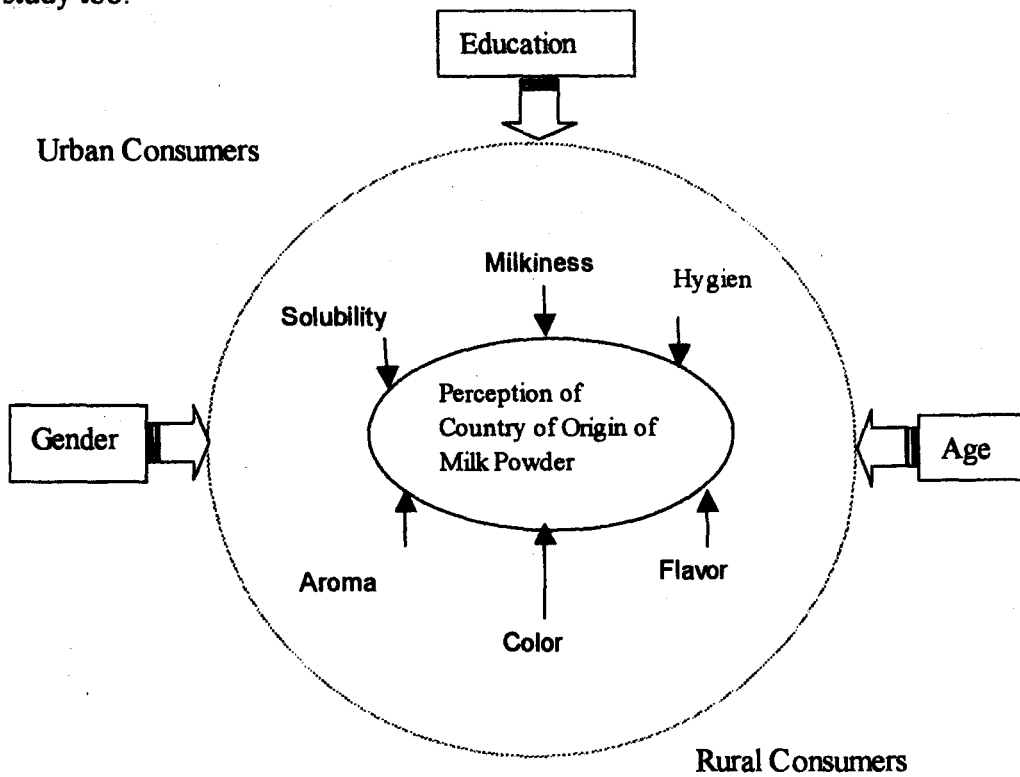 study too.
Education
Urban Consumers
Milkiness
Hygien
Solubility
Perception of
Country of Origin of
Milk Powder
Gender
Age
Aroma
Flavor
Color
Rural Consumers